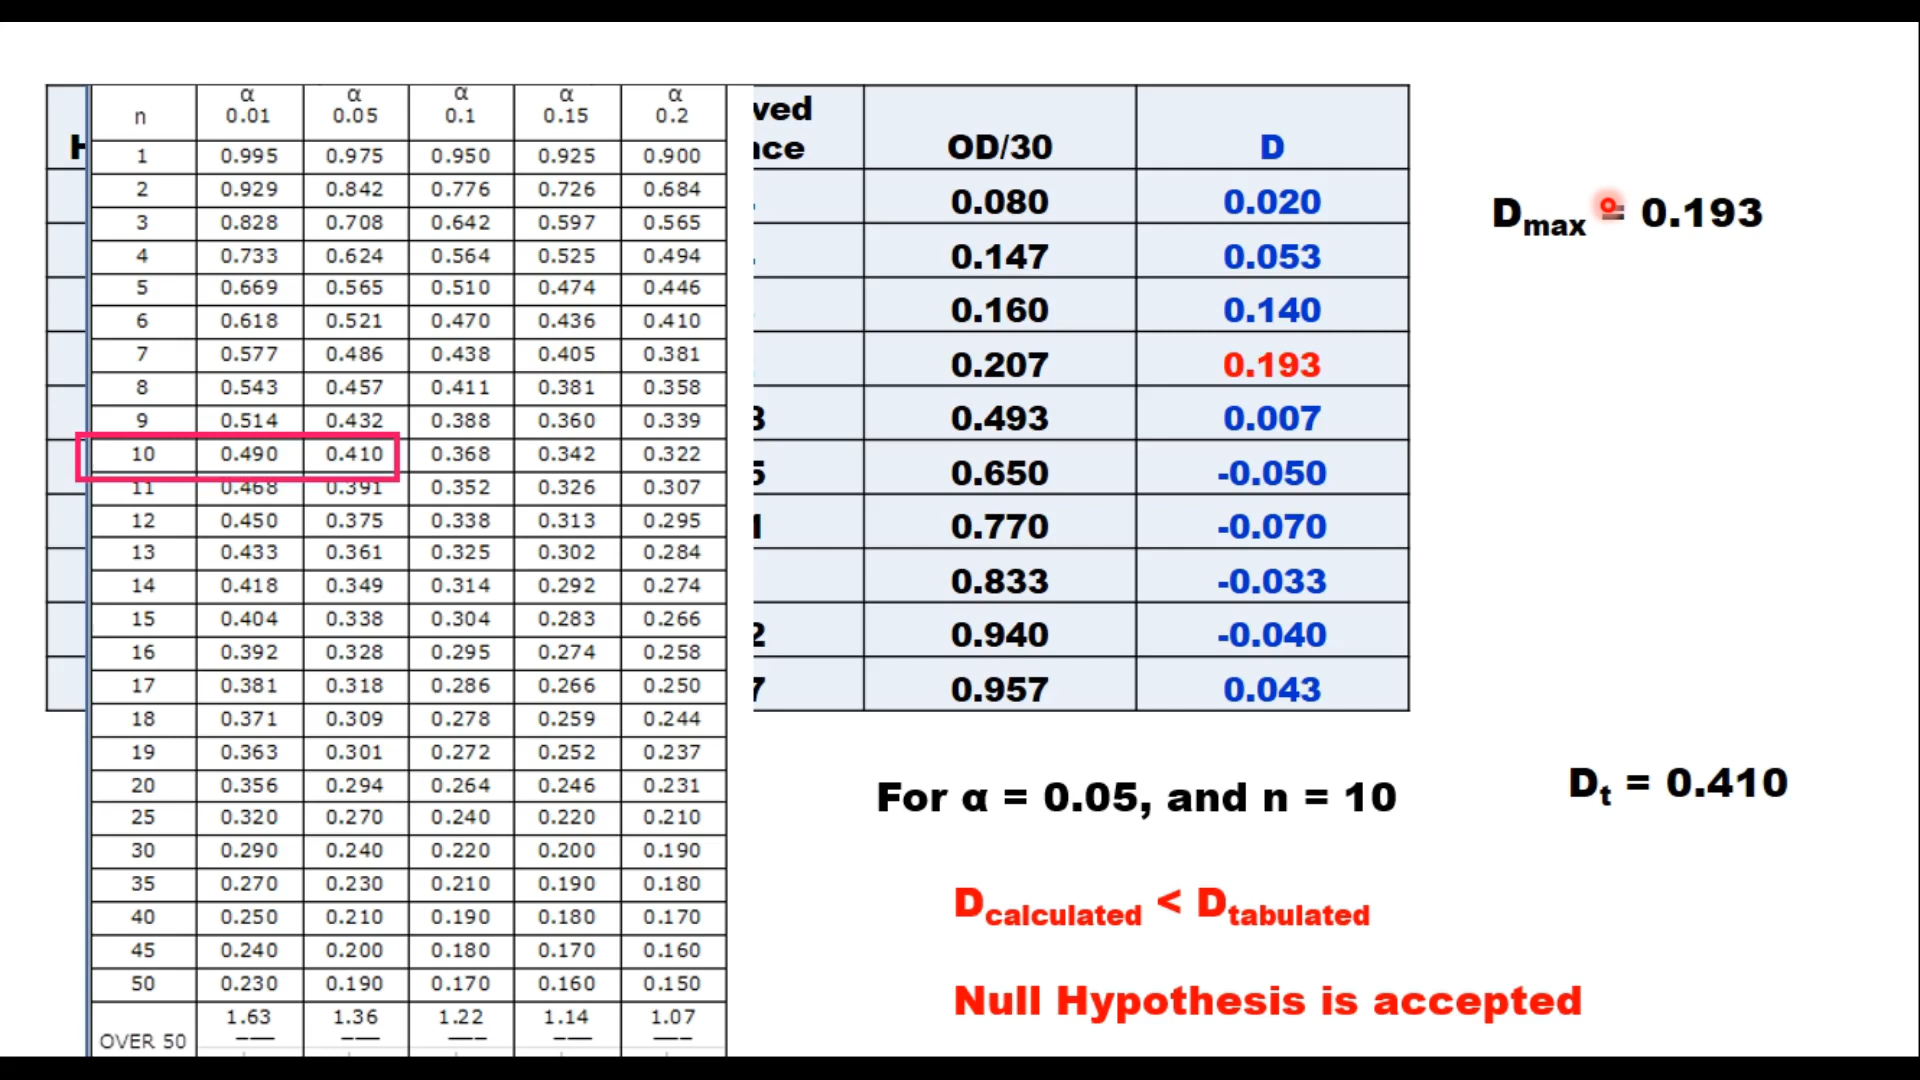 n α 0.01 α 0.05 α 0.1 α 0.15 α 0.2
1 0.995 0.975 0.950 0.925 0.900
2 0.929 0.842 0.776 0.726 0.684
3 0.828 0.708 0.642 0.597 0.565
4 0.733 0.624 0.564 0.525 0.494
5 0.669 0.565 0.510 0.474 0.446
6 0.618 0.521 0.470 0.436 0.410
7 0.577 0.486 0.438 0.405 0.381
8 0.543 0.457 0.411 0.381 0.358
9 0.514 0.432 0.388 0.360 0.339
10 0.490 0.410 0.368 0.342 0.322
11 0.468 0.391 0.352 0.326 0.307
12 0.450 0.375 0.338 0.313 0.295
13 0.433 0.361 0.325 0.302 0.284
14 0.418 0.349 0.314 0.292 0.274
15 0.404 0.338 0.304 0.283 0.266
16 0.392 0.328 0.295 0.274 0.258
17 0.381 0.318 0.286 0.266 0.250
18 0.371 0.309 0.278 0.259 0.244
19 0.363 0.301 0.272 0.252 0.237
20 0.356 0.294 0.264 0.246 0.231
25 0.320 0.270 0.240 0.220 0.210
30 0.290 0.240 0.220 0.200 0.190
35 0.270 0.230 0.210 0.190 0.180
40 0.250 0.210 0.190 0.180 0.170
45 0.240 0.200 0.180 0.170 0.160
50 0.230 0.190 0.170 0.160 0.150
OVER 50 1.63 1.36 1.22 1.14 1.07
ved
nce
OD/30 D
0.080 0.020
0.147 0.053
0.160 0.140
0.207 0.193
3 0.493 0.007
5 0.650 -0.050
1 0.770 -0.070
0.833 -0.033
2 0.940 -0.040
7 0.957 0.043
Dmax = 0.193
For α = 0.05, and n = 10
Dt = 0.410
Dcalculated < Dtabulated
Null Hypothesis is accepted